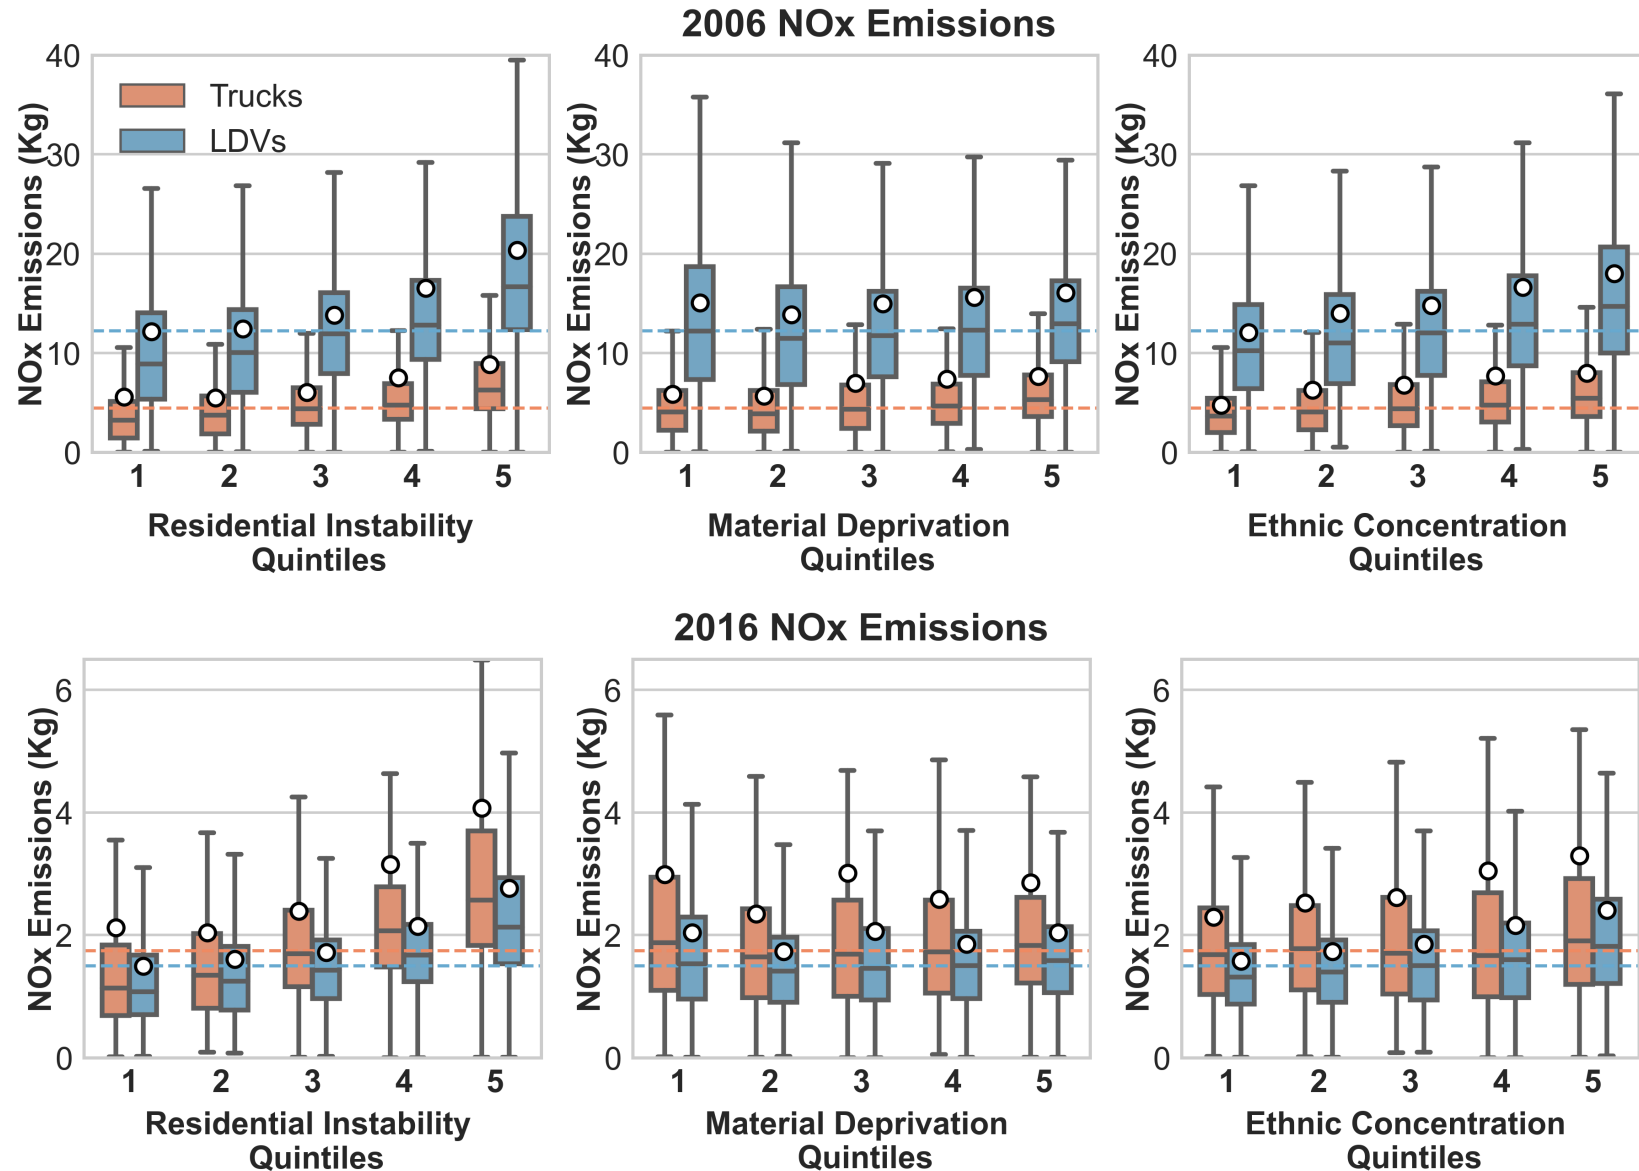 2006 NOx Emissions
NOx Emissions (Kg)
40
30
20
10
0
Trucks
LDVs
1 2 3 4 5
Residential Instability
Quintiles
NOx Emissions (Kg)
40
30
20
10
0
1 2 3 4 5
Material Deprivation
Quintiles
NOx Emissions (Kg)
40
30
20
10
0
1 2 3 4 5
Ethnic Concentration
Quintiles
2016 NOx Emissions
NOx Emissions (Kg)
6
4
2
0
1 2 3 4 5
Residential Instability
Quintiles
NOx Emissions (Kg)
6
4
2
0
1 2 3 4 5
Material Deprivation
Quintiles
NOx Emissions (Kg)
6
4
2
0
1 2 3 4 5
Ethnic Concentration
Quintiles